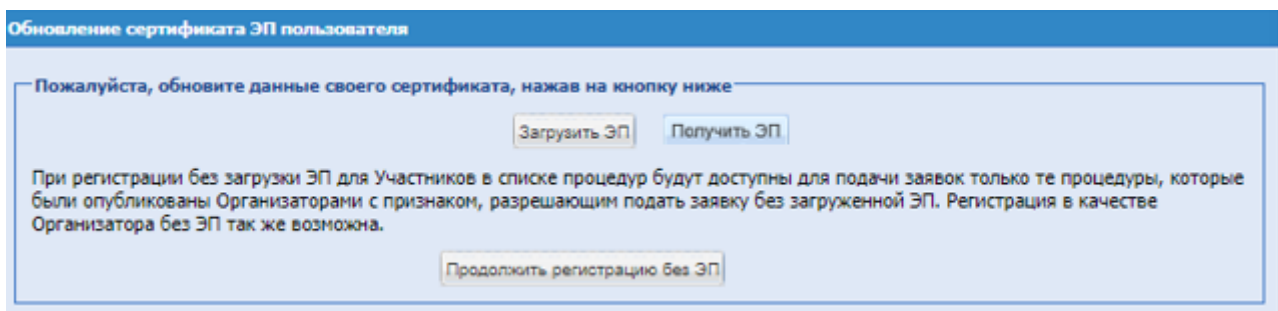 Обновление сертификата ЭП пользователя
Пожалуйста, обновите данные своего сертификата, нажав на кнопку ниже
Загрузить ЭП Получить ЭП
При регистрации без загрузки ЭП для Участников в списке процедур будут доступны для подачи заявок только те процедуры, которые
были опубликованы Организаторами с признаком, разрешающим подать заявку без загруженной ЭП. Регистрация в качестве
Организатора без ЭП так же возможна.
Продолжить регистрацию без ЭП